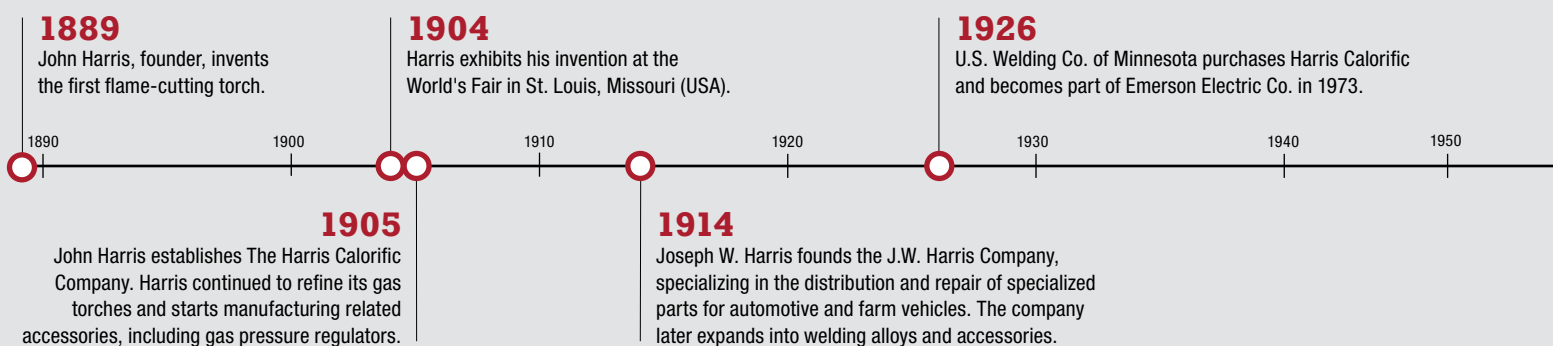 1889
John Harris, founder, invents
the first flame-cutting torch.
1904
Harris exhibits his invention at the
World's Fair in St. Louis, Missouri (USA).
1926
U.S. Welding Co. of Minnesota purchases Harris Calorific
and becomes part of Emerson Electric Co. in 1973.
1890
1900
1910
1920
1930
1940
1950
1905
John Harris establishes The Harris Calorific
Company. Harris continued to refine its gas
torches and starts manufacturing related
accessories, including gas pressure regulators.
1914
Joseph W. Harris founds the J.W. Harris Company,
specializing in the distribution and repair of specialized
parts for automotive and farm vehicles. The company
later expands into welding alloys and accessories.